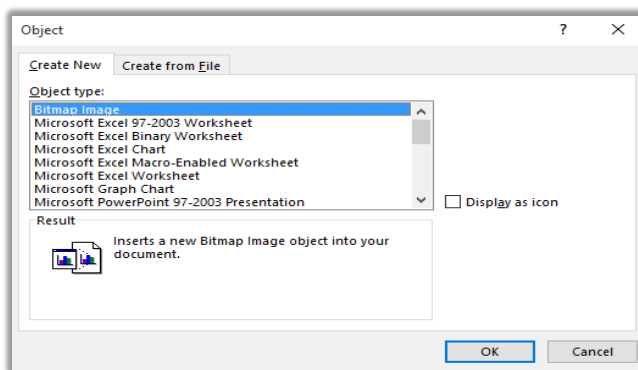 Object ? ✕
Create New Create from File
Object type:
Bitmap Image
Microsoft Excel 97-2003 Worksheet
Microsoft Excel Binary Worksheet
Microsoft Excel Chart
Microsoft Excel Macro-Enabled Worksheet
Microsoft Excel Worksheet
Microsoft Graph Chart
Microsoft PowerPoint 97-2003 Presentation
Display as icon
Result
Inserts a new Bitmap Image object into your
document.
OK Cancel